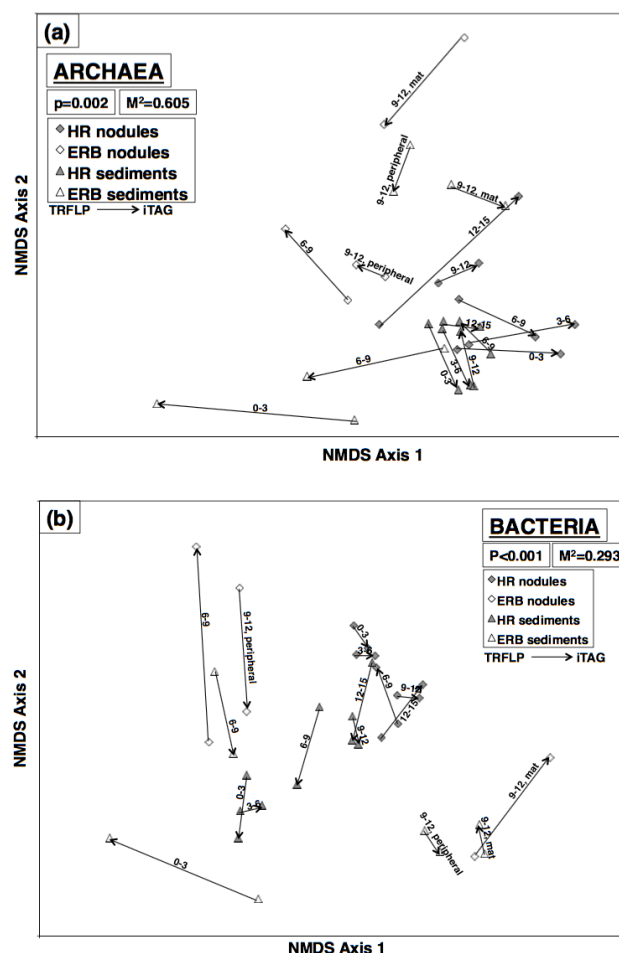 (a)
ARCHAEA
p=0.002 M²=0.605
HR nodules
ERB nodules
HR sediments
ERB sediments
TRFLP iTAG
9-12, mat
9-12, peripheral
9-12, mat
12-15
6-9
9-12, peripheral
9-12
6-9
3-6
12-15
6-9
0-3
6-9
9-12
3-6
0-3
0-3
NMDS Axis 2
NMDS Axis 1
(b)
BACTERIA
P<0.001 M²=0.293
HR nodules
ERB nodules
HR sediments
ERB sediments
TRFLP iTAG
6-9
9-12, peripheral
0-3
3-6
6-9
12-15
9-12
12-15
6-9
9-12
6-9
0-3
3-6
9-12, mat
9-12, peripheral
9-12, mat
0-3
NMDS Axis 2
NMDS Axis 1